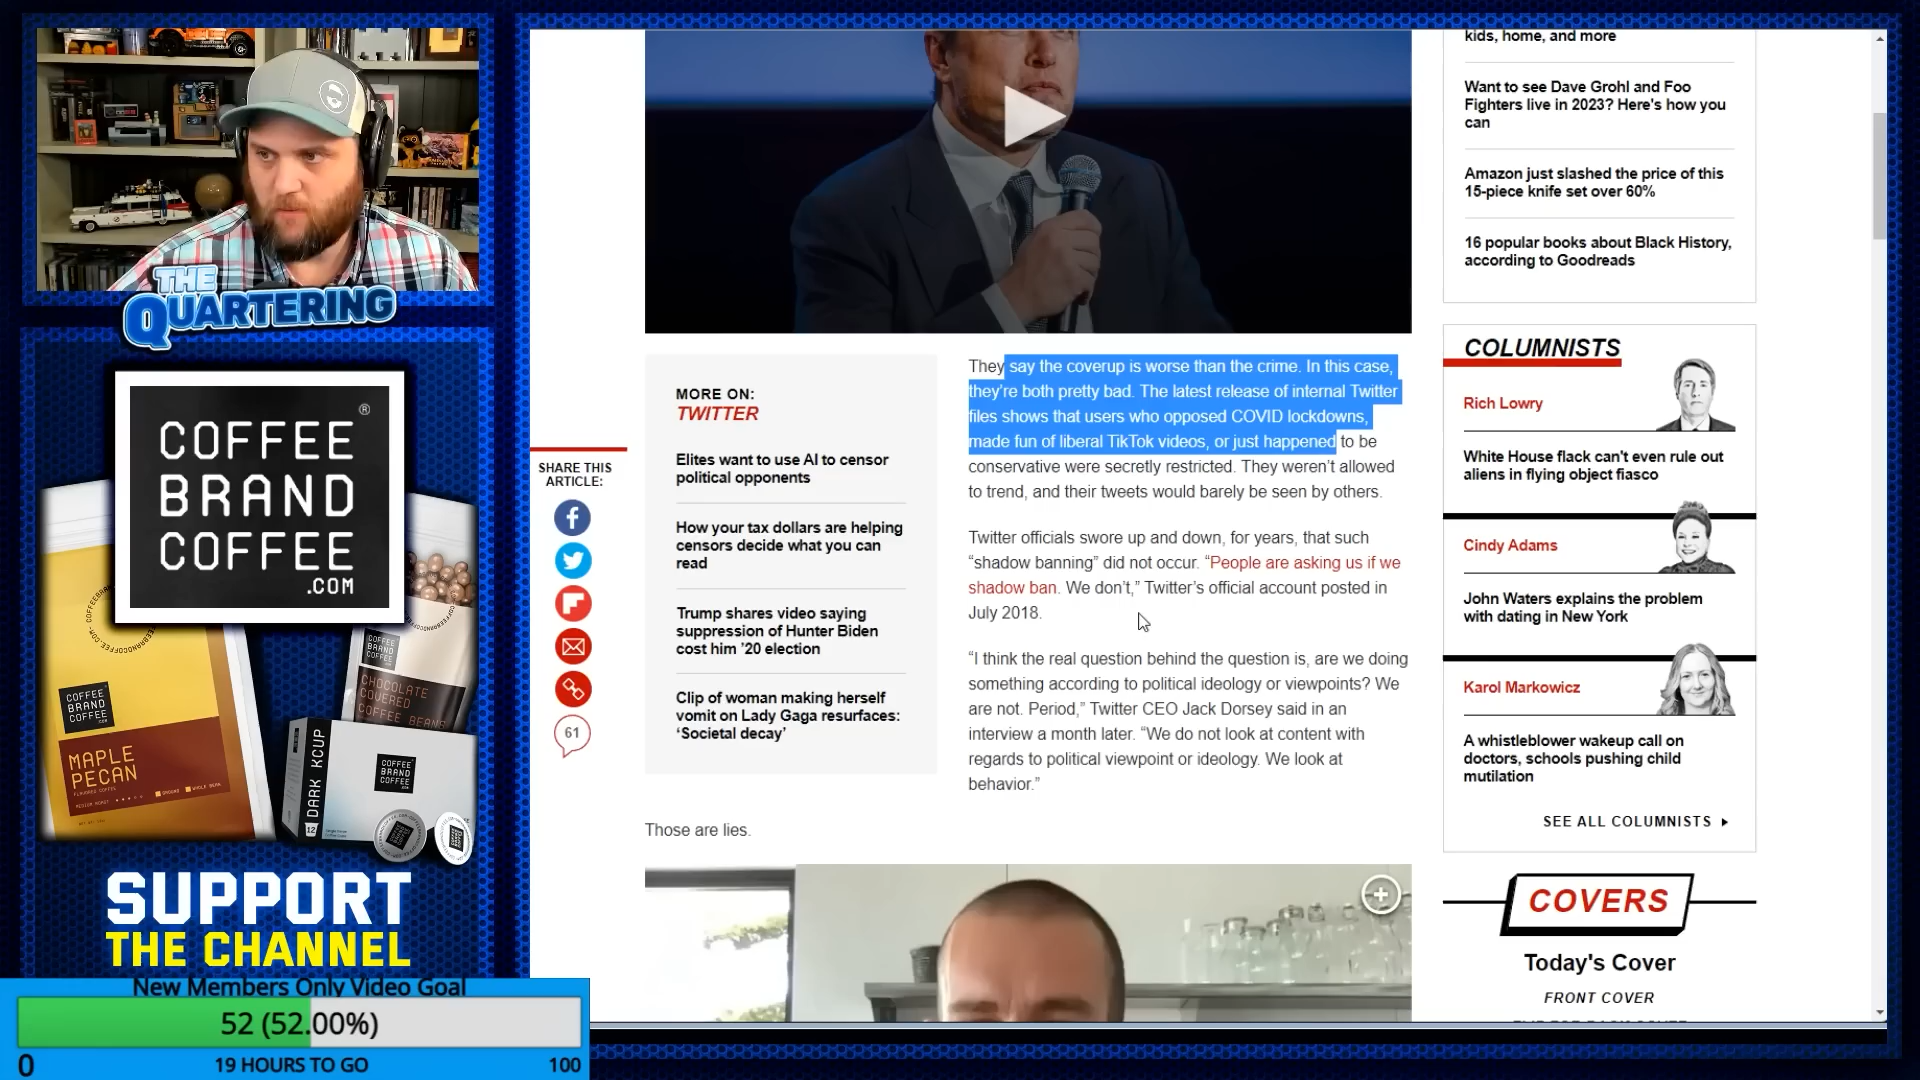 THE
QUARTERING
COFFEE
BRAND
COFFEE
.COM
®
COFFEE
BRAND
COFFEE
MAPLE
PECAN
COFFEE
BRAND
COFFEE
CHOCOLATE
COVERED
COFFEE BEANS
DARK KCUP
12
COFFEE
BRAND
COFFEE
SUPPORT
THE CHANNEL
New Members Only Video Goal
52 (52.00%)
0
19 HOURS TO GO
100
SHARE THIS
ARTICLE:
61
MORE ON:
TWITTER
Elites want to use AI to censor
political opponents
How your tax dollars are helping
censors decide what you can
read
Trump shares video saying
suppression of Hunter Biden
cost him ’20 election
Clip of woman making herself
vomit on Lady Gaga resurfaces:
‘Societal decay’
They say the coverup is worse than the crime. In this case,
they’re both pretty bad. The latest release of internal Twitter
files shows that users who opposed COVID lockdowns,
made fun of liberal TikTok videos, or just happened to be
conservative were secretly restricted. They weren’t allowed
to trend, and their tweets would barely be seen by others.
Twitter officials swore up and down, for years, that such
“shadow banning” did not occur. “People are asking us if we
shadow ban. We don’t,” Twitter’s official account posted in
July 2018.
“I think the real question behind the question is, are we doing
something according to political ideology or viewpoints? We
are not. Period,” Twitter CEO Jack Dorsey said in an
interview a month later. “We do not look at content with
regards to political viewpoint or ideology. We look at
behavior.”
Those are lies.
kids, home, and more
Want to see Dave Grohl and Foo
Fighters live in 2023? Here's how you
can
Amazon just slashed the price of this
15-piece knife set over 60%
16 popular books about Black History,
according to Goodreads
COLUMNISTS
Rich Lowry
White House flack can't even rule out
aliens in flying object fiasco
Cindy Adams
John Waters explains the problem
with dating in New York
Karol Markowicz
A whistleblower wakeup call on
doctors, schools pushing child
mutilation
SEE ALL COLUMNISTS
COVERS
Today's Cover
FRONT COVER